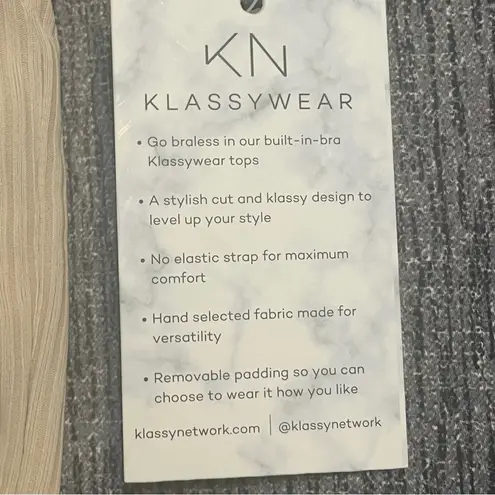 KN
KLASSYWEAR
• Go braless in our built-in-bra
Klassywear tops
• A stylish cut and klassy design to
level up your style
• No elastic strap for maximum
comfort
• Hand selected fabric made for
versatility
• Removable padding so you can
choose to wear it how you like
klassynetwork.com | @klassynetwork